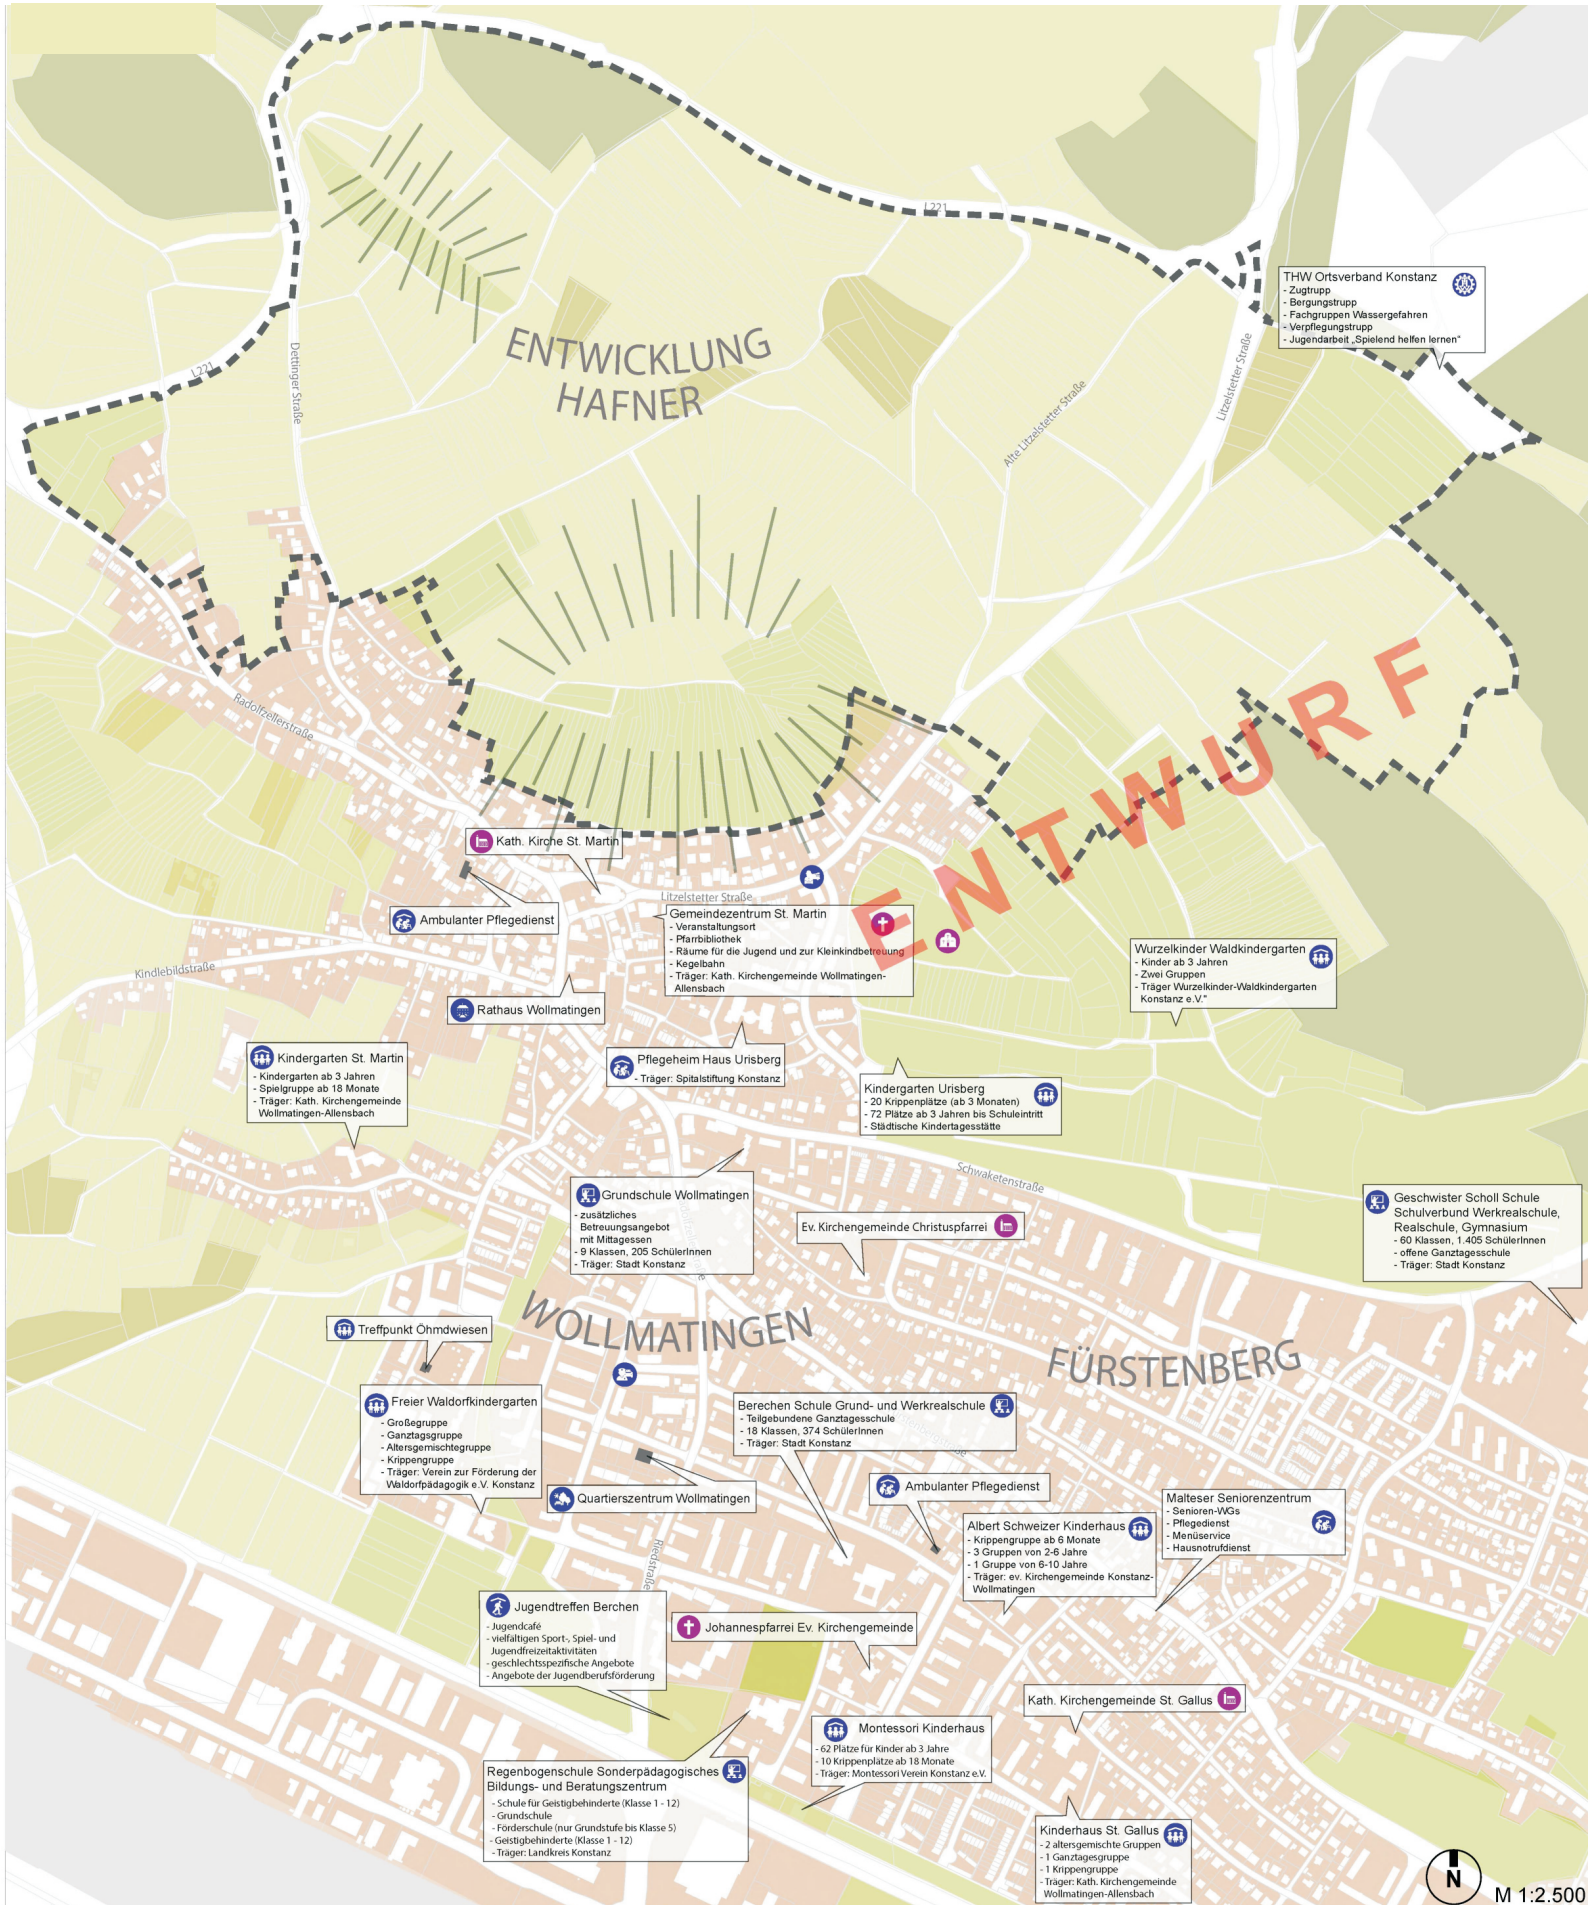 L221
THW Ortsverband Konstanz
- Zugtrupp
- Bergungstrupp
- Fachgruppen Wassergefahren
- Verpflegungstrupp
- Jugendarbeit „Spielend helfen lernen"
ENTWICKLUNG
HAFNER
L221
Dettinger Straße
Alte Litzelstetter Straße
Litzelstetter Straße
Radolfzellerstraße
ENTWURF
Kath. Kirche St. Martin
Litzelstetter Straße
Ambulanter Pflegedienst
Gemeindezentrum St. Martin
- Veranstaltungsort
- Pfarrbibliothek
- Räume für die Jugend und zur Kleinkindbetreuung
- Kegelbahn
- Träger: Kath. Kirchengemeinde Wollmatingen-
Allensbach
Wurzelkinder Waldkindergarten
- Kinder ab 3 Jahren
- Zwei Gruppen
- Träger Wurzelkinder-Waldkindergarten
Konstanz e.V."
Kindlebildstraße
Rathaus Wollmatingen
Kindergarten St. Martin
- Kindergarten ab 3 Jahren
- Spielgruppe ab 18 Monate
- Träger: Kath. Kirchengemeinde
Wollmatingen-Allensbach
Pflegeheim Haus Urisberg
- Träger: Spitalstiftung Konstanz
Kindergarten Urisberg
- 20 Krippenplätze (ab 3 Monaten)
- 72 Plätze ab 3 Jahren bis Schuleintritt
- Städtische Kindertagesstätte
Schwaketenstraße
Grundschule Wollmatingen
- zusätzliches
Betreuungsangebot
mit Mittagessen
- 9 Klassen, 205 SchülerInnen
- Träger: Stadt Konstanz
Ev. Kirchengemeinde Christuspfarrei
Geschwister Scholl Schule
Schulverbund Werkrealschule,
Realschule, Gymnasium
- 60 Klassen, 1.405 SchülerInnen
- offene Ganztagesschule
- Träger: Stadt Konstanz
WOLLMATINGEN
FÜRSTENBERG
Treffpunkt Öhmdwiesen
Freier Waldorfkindergarten
- Großegruppe
- Ganztagsgruppe
- Altersgemischtegruppe
- Krippengruppe
- Träger: Verein zur Förderung der
Waldorfpädagogik e.V. Konstanz
Berechen Schule Grund- und Werkrealschule
- Teilgebundene Ganztagesschule
- 18 Klassen, 374 SchülerInnen
- Träger: Stadt Konstanz
Quartierszentrum Wollmatingen
Ambulanter Pflegedienst
Malteser Seniorenzentrum
- Senioren-WGs
- Pflegedienst
- Menüservice
- Hausnotrufdienst
Albert Schweizer Kinderhaus
- Krippengruppe ab 6 Monate
- 3 Gruppen von 2-6 Jahre
- 1 Gruppe von 6-10 Jahre
- Träger: ev. Kirchengemeinde Konstanz-
Wollmatingen
Riedstraße
Jugendtreffen Berchen
- Jugendcafé
- vielfältigen Sport-, Spiel- und
Jugendfreizeitaktivitäten
- geschlechtsspezifische Angebote
- Angebote der Jugendberufsförderung
Johannespfarrei Ev. Kirchengemeinde
Kath. Kirchengemeinde St. Gallus
Montessori Kinderhaus
- 62 Plätze für Kinder ab 3 Jahre
- 10 Krippenplätze ab 18 Monate
- Träger: Montessori Verein Konstanz e.V.
Regenbogenschule Sonderpädagogisches
Bildungs- und Beratungszentrum
- Schule für Geistigbehinderte (Klasse 1 - 12)
- Grundschule
- Förderschule (nur Grundstufe bis Klasse 5)
- Geistigbehinderte (Klasse 1 - 12)
- Träger: Landkreis Konstanz
Kinderhaus St. Gallus
- 2 altersgemischte Gruppen
- 1 Ganztagesgruppe
- 1 Krippengruppe
- Träger: Kath. Kirchengemeinde
Wollmatingen-Allensbach
N
M 1:2.500